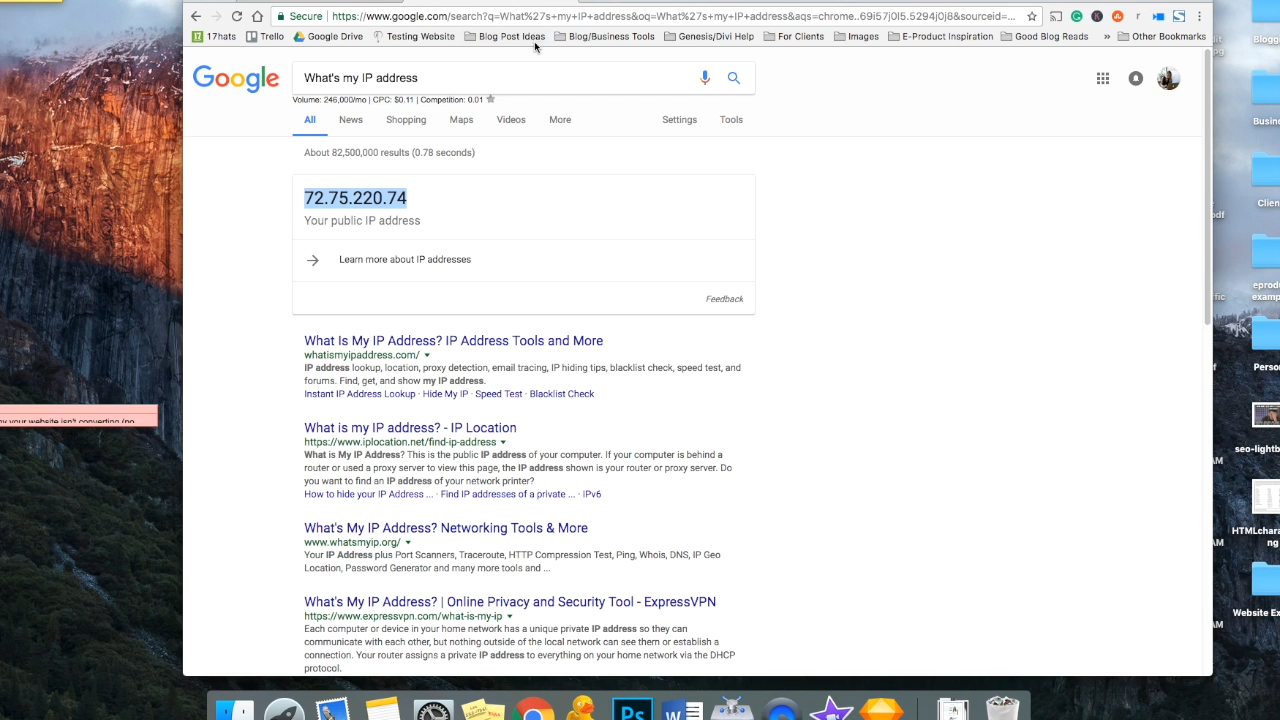 Secure https://www.google.com/search?q=What%27s+my+IP+address&oq=What%27s+my+IP+address&aqs=chrome..69i57j0l5.5294j0j8&sourceid=...
17hats Trello Google Drive Testing Website Blog Post Ideas Blog/Business Tools Genesis/Divi Help For Clients Images E-Product Inspiration Good Blog Reads » Other Bookmarks
Google What's my IP address
Volume: 246,000/mo | CPC: $0.11 | Competition: 0.01
All News Shopping Maps Videos More Settings Tools
About 82,500,000 results (0.78 seconds)
72.75.220.74
Your public IP address
Learn more about IP addresses
Feedback
What Is My IP Address? IP Address Tools and More
whatismyipaddress.com/
IP address lookup, location, proxy detection, email tracing, IP hiding tips, blacklist check, speed test, and
forums. Find, get, and show my IP address.
Instant IP Address Lookup · Hide My IP · Speed Test · Blacklist Check
What is my IP address? - IP Location
https://www.iplocation.net/find-ip-address
What is My IP Address? This is the public IP address of your computer. If your computer is behind a
router or used a proxy server to view this page, the IP address shown is your router or proxy server. Do
you want to find an IP address of your network printer?
How to hide your IP Address ... · Find IP addresses of a private ... · IPv6
What's My IP Address? Networking Tools & More
www.whatsmyip.org/
Your IP Address plus Port Scanners, Traceroute, HTTP Compression Test, Ping, Whois, DNS, IP Geo
Location, Password Generator and many more tools and ...
What's My IP Address? | Online Privacy and Security Tool - ExpressVPN
https://www.expressvpn.com/what-is-my-ip
Each computer or device in your home network has a unique private IP address so they can
communicate with each other, but nothing outside of the local network can see them or establish a
connection. Your router assigns a private IP address to everything on your home network via the DHCP
protocol.
y your website isn't converting (no
Blogg
Busin
pdf
Clien
eprodu
examp
ffic
Perso
seo-lightb
AM
HTMLchara
ng
AM
Website Ex
AM
Ps
W